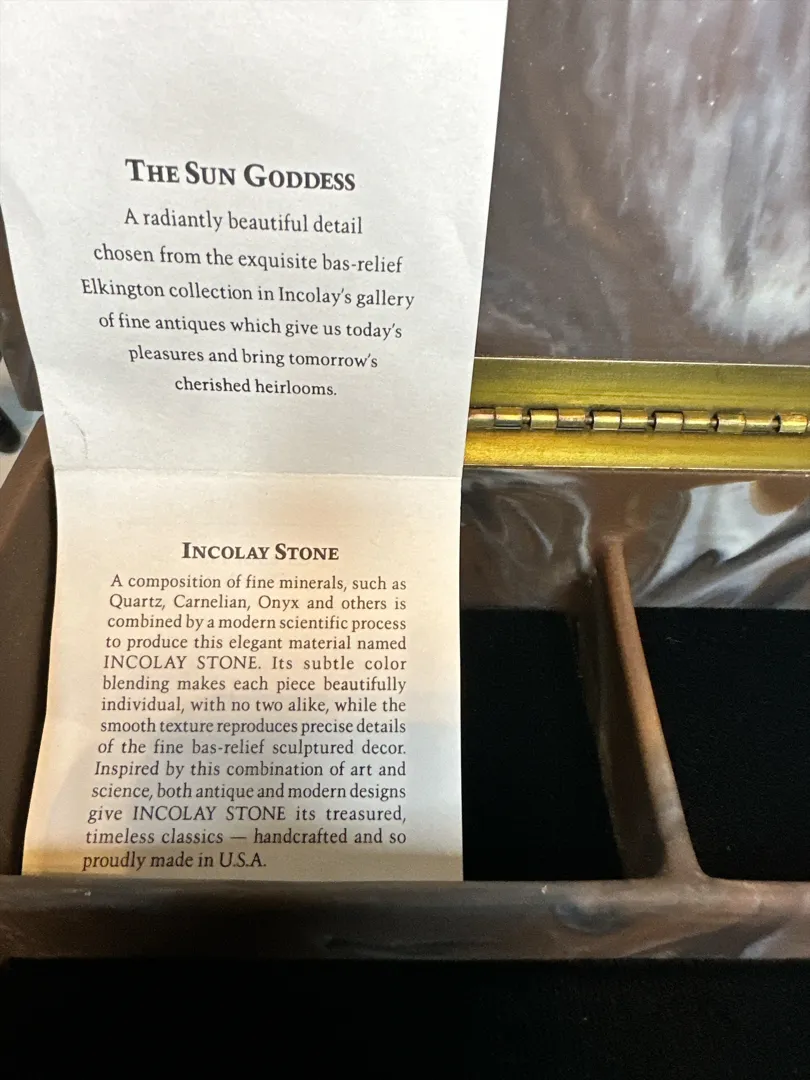 THE SUN GODDESS
A radiantly beautiful detail
chosen from the exquisite bas-relief
Elkington collection in Incolay's gallery
of fine antiques which give us today's
pleasures and bring tomorrow's
cherished heirlooms.
INCOLAY STONE
A composition of fine minerals, such as
Quartz, Carnelian, Onyx and others is
combined by a modern scientific process
to produce this elegant material named
INCOLAY STONE. Its subtle color
blending makes each piece beautifully
individual, with no two alike, while the
smooth texture reproduces precise details
of the fine bas-relief sculptured decor.
Inspired by this combination of art and
science, both antique and modern designs
give INCOLAY STONE its treasured,
timeless classics — handcrafted and so
proudly made in U.S.A.